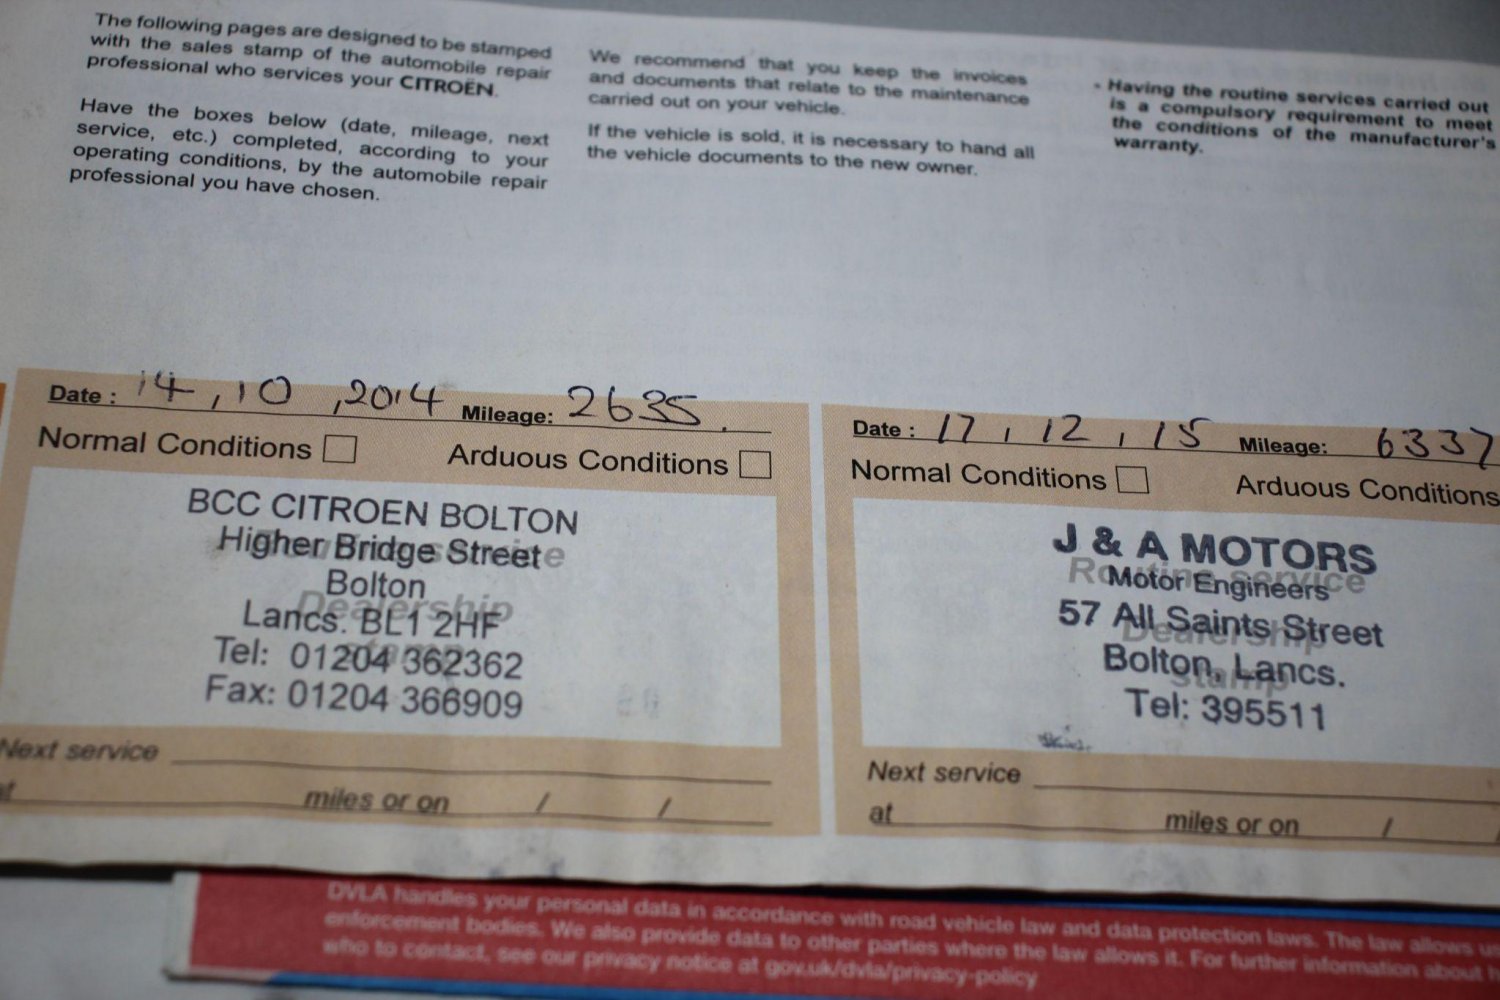 The following pages are designed to be stamped
with the sales stamp of the automobile repair
professional who services your CITROËN.
Have the boxes below (date, mileage, next
service, etc.) completed, according to your
operating conditions, by the automobile repair
professional you have chosen.
We recommend that you keep the invoices
and documents that relate to the maintenance
carried out on your vehicle.
If the vehicle is sold, it is necessary to hand all
the vehicle documents to the new owner.
• Having the routine services carried out
is a compulsory requirement to meet
the conditions of the manufacturer's
warranty.
Date : 14, 10, 2014 Mileage: 2635.
Normal Conditions Arduous Conditions
BCC CITROEN BOLTON
Higher Bridge Street
Bolton
Dealership
Lancs. BL1 2HF
stamp
Tel: 01204 362362
Fax: 01204 366909
Next service
at miles or on / /
Date : 17, 12, 15 Mileage: 6337
Normal Conditions Arduous Conditions
J & A MOTORS
Routine service
Motor Engineers
57 All Saints Street
Dealership
Bolton, Lancs.
stamp
Tel: 395511
Next service
at miles or on /
DVLA handles your personal data in accordance with road vehicle law and data protection laws. The law allows us
enforcement bodies. We also provide data to other parties where the law allows it. For further information about
who to contact, see our privacy notice at gov.uk/dvla/privacy-policy